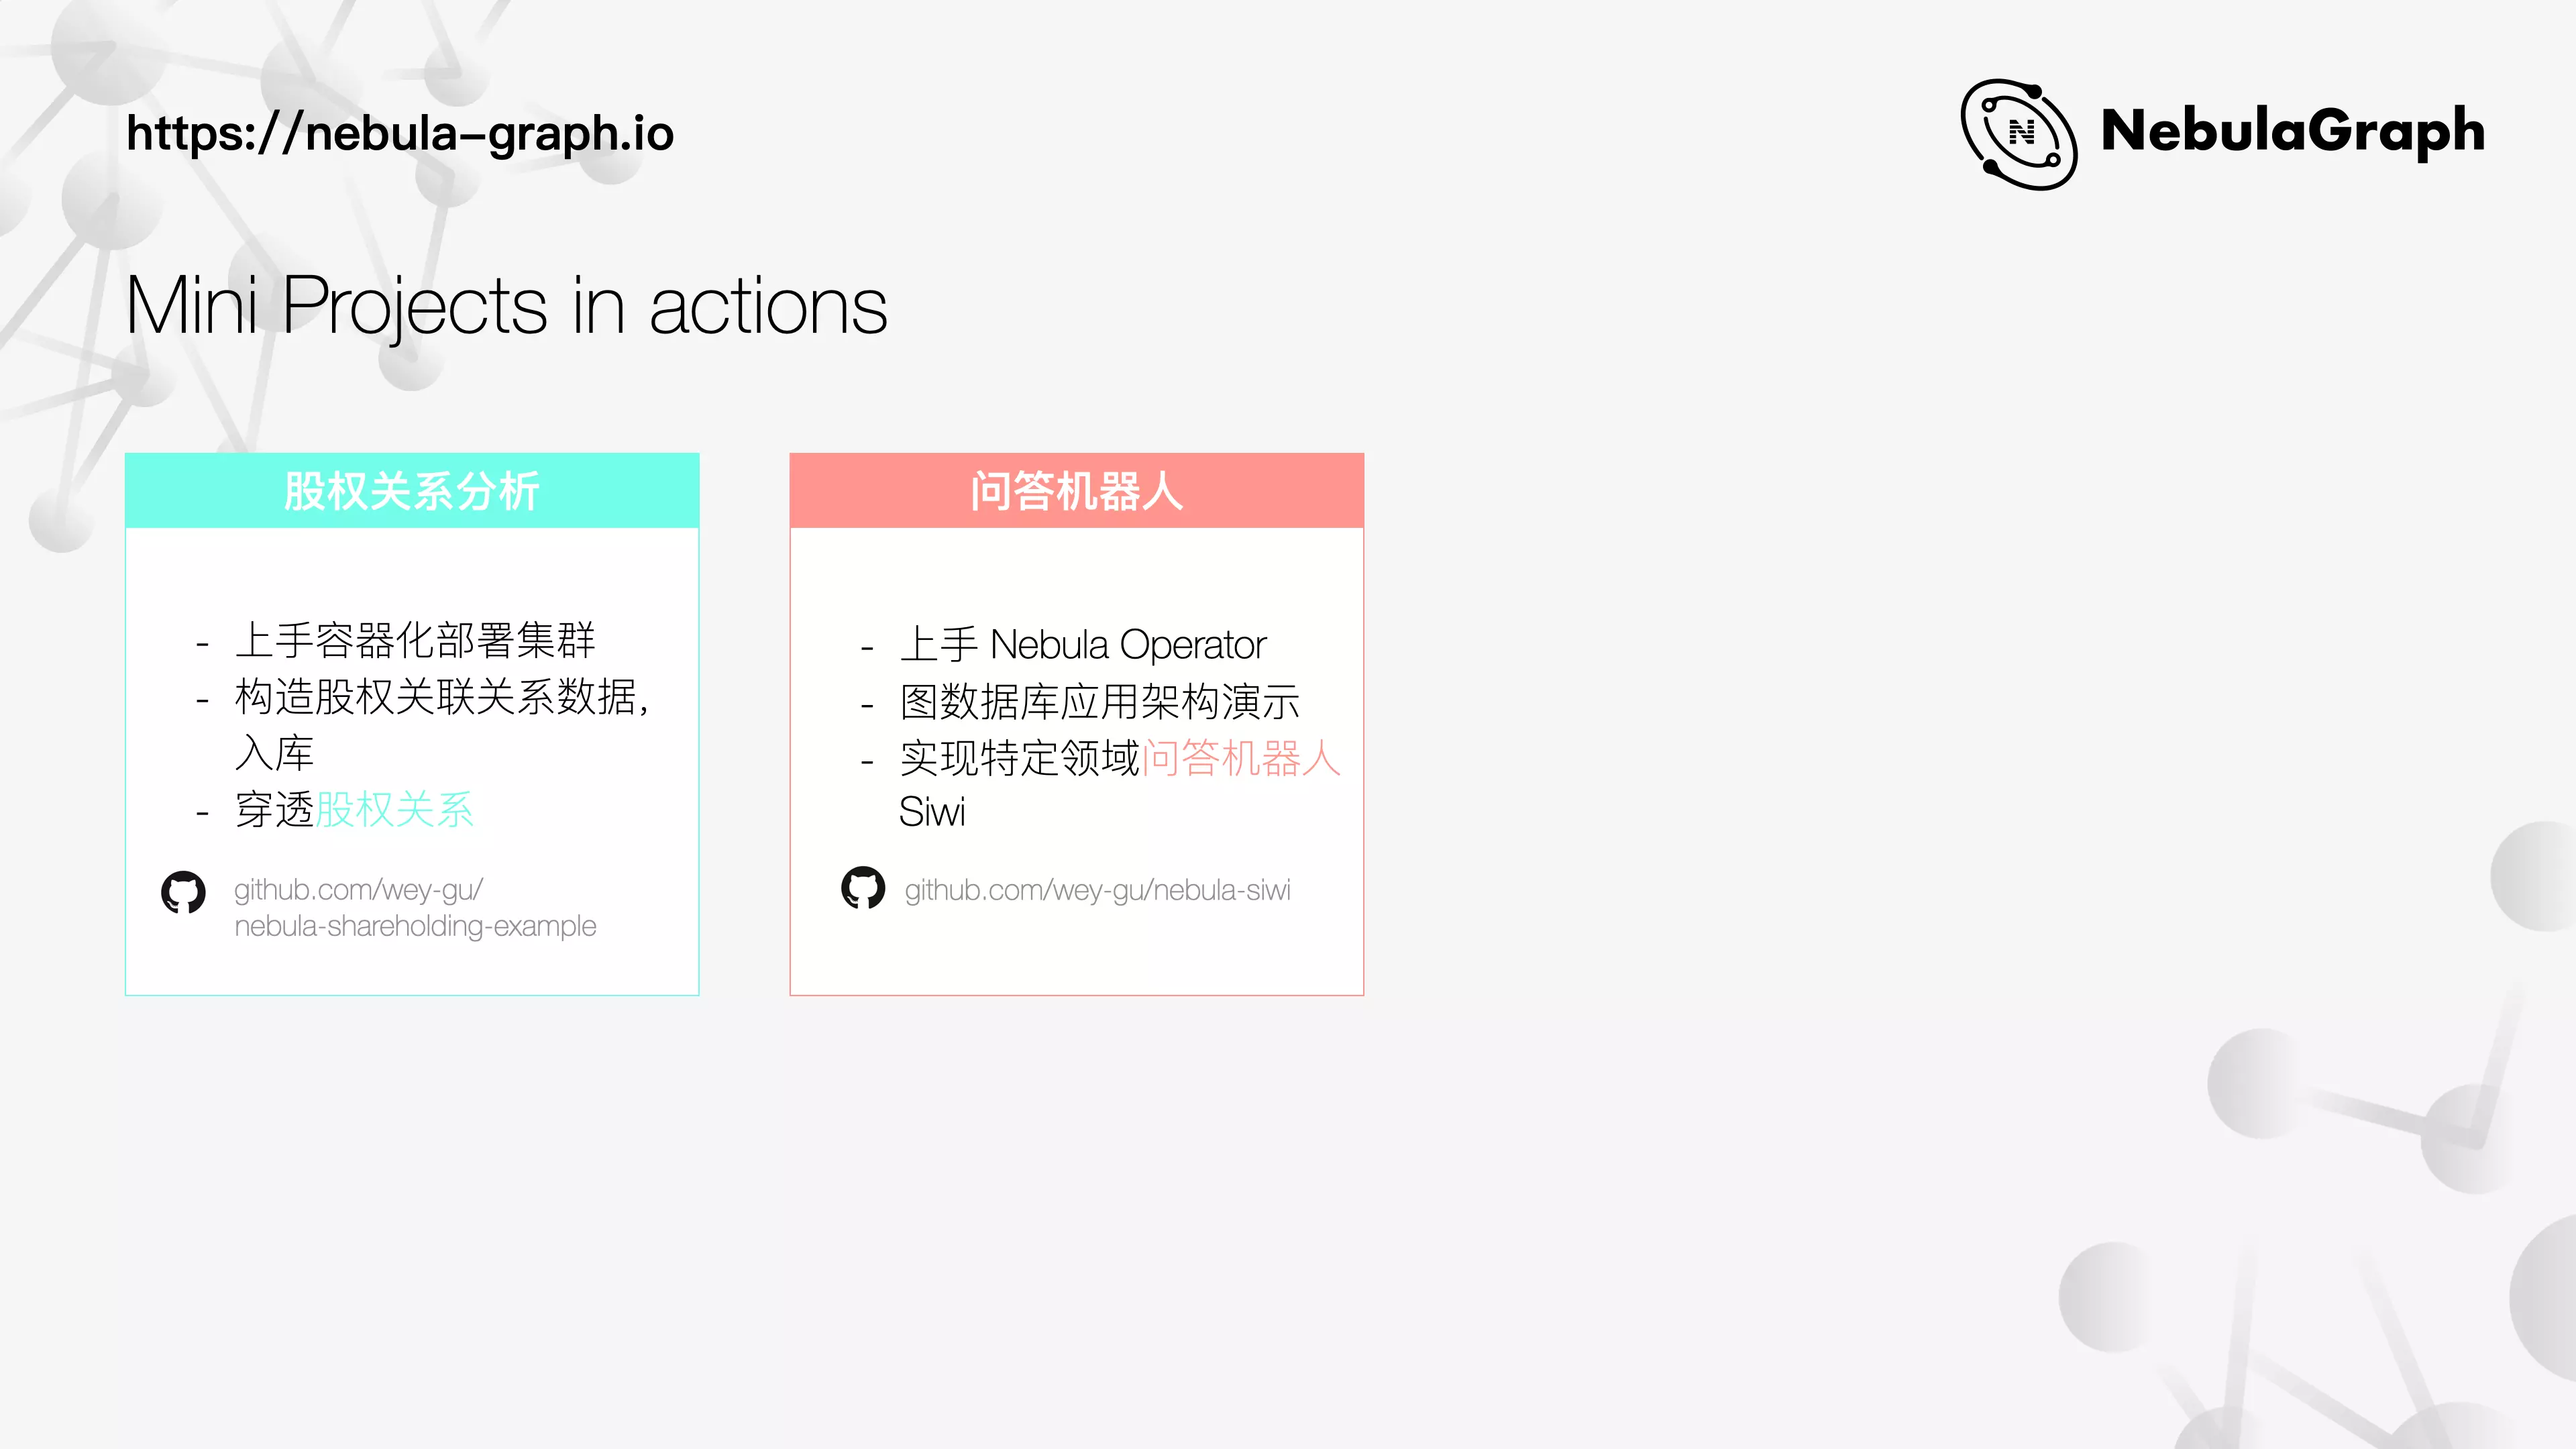 https://nebula-graph.io
NebulaGraph
Mini Projects in actions
股权关系分析
- 上手容器化部署集群
- 构造股权关联关系数据，
入库
- 穿透股权关系
github.com/wey-gu/
nebula-shareholding-example
问答机器人
- 上手 Nebula Operator
- 图数据库应用架构演示
- 实现特定领域问答机器人
Siwi
github.com/wey-gu/nebula-siwi